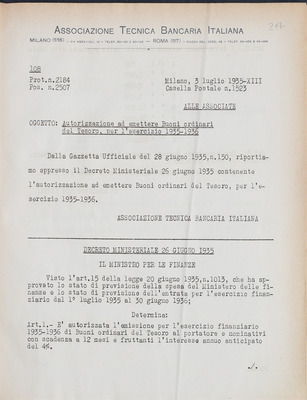 ASSOCIAZIONE TECNICA BANCARIA ITALIANA
MILANO (516) ROMA (117)
108
Prot.n.2184 Milano, 3 luglio 1935-XIII
Pos. n.2507 Casella Postale n.1523
ALLE ASSOCIATE
OGGETTO: Autorizzazione ad emettere Buoni ordinari
del Tesoro, per l'esercizio 1935-1936
Dalla Gazzetta Ufficiale del 28 giugno 1935,n.150, riportia-
mo appresso il Decreto Ministeriale 26 giugno 1935 contenente
l'autorizzazione ad emettere Buoni ordinari del Tesoro, per l'e-
sercizio 1935-1936.
ASSOCIAZIONE TECNICA BANCARIA ITALIANA
DECRETO MINISTERIALE 26 GIUGNO 1935
IL MINISTRO PER LE FINANZE
Visto l'art.15 della legge 20 giugno 1935,n.1013, che ha ap-
provato lo stato di previsione della spesa del Ministero delle fi-
nanze e lo stato di previsione dell'entrata per l'esercizio finan-
ziario dal 1° luglio 1935 al 30 giugno 1936;
Determina:
Art.1.- E' autorizzata l'emissione per l'esercizio finanziario
1935-1936 di Buoni ordinari del Tesoro al portatore e nominativi
con scadenza a 12 mesi e fruttanti l'interesse annuo anticipato
del 4%.
./.